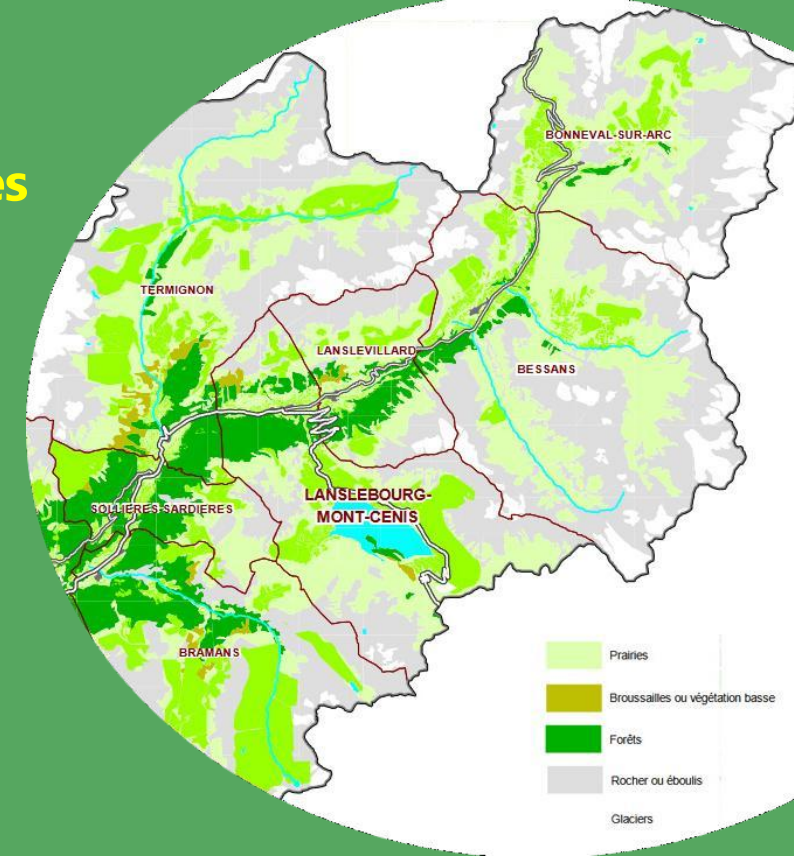 es
BONNEVAL-SUR-ARC
TERMIGNON
LANSLEVILLARD
BESSANS
LANSLEBOURG-
MONT-CENIS
SOLLIERES-SARDIERES
BRAMANS
Prairies
Broussailles ou végétation basse
Forêts
Rocher ou éboulis
Glaciers